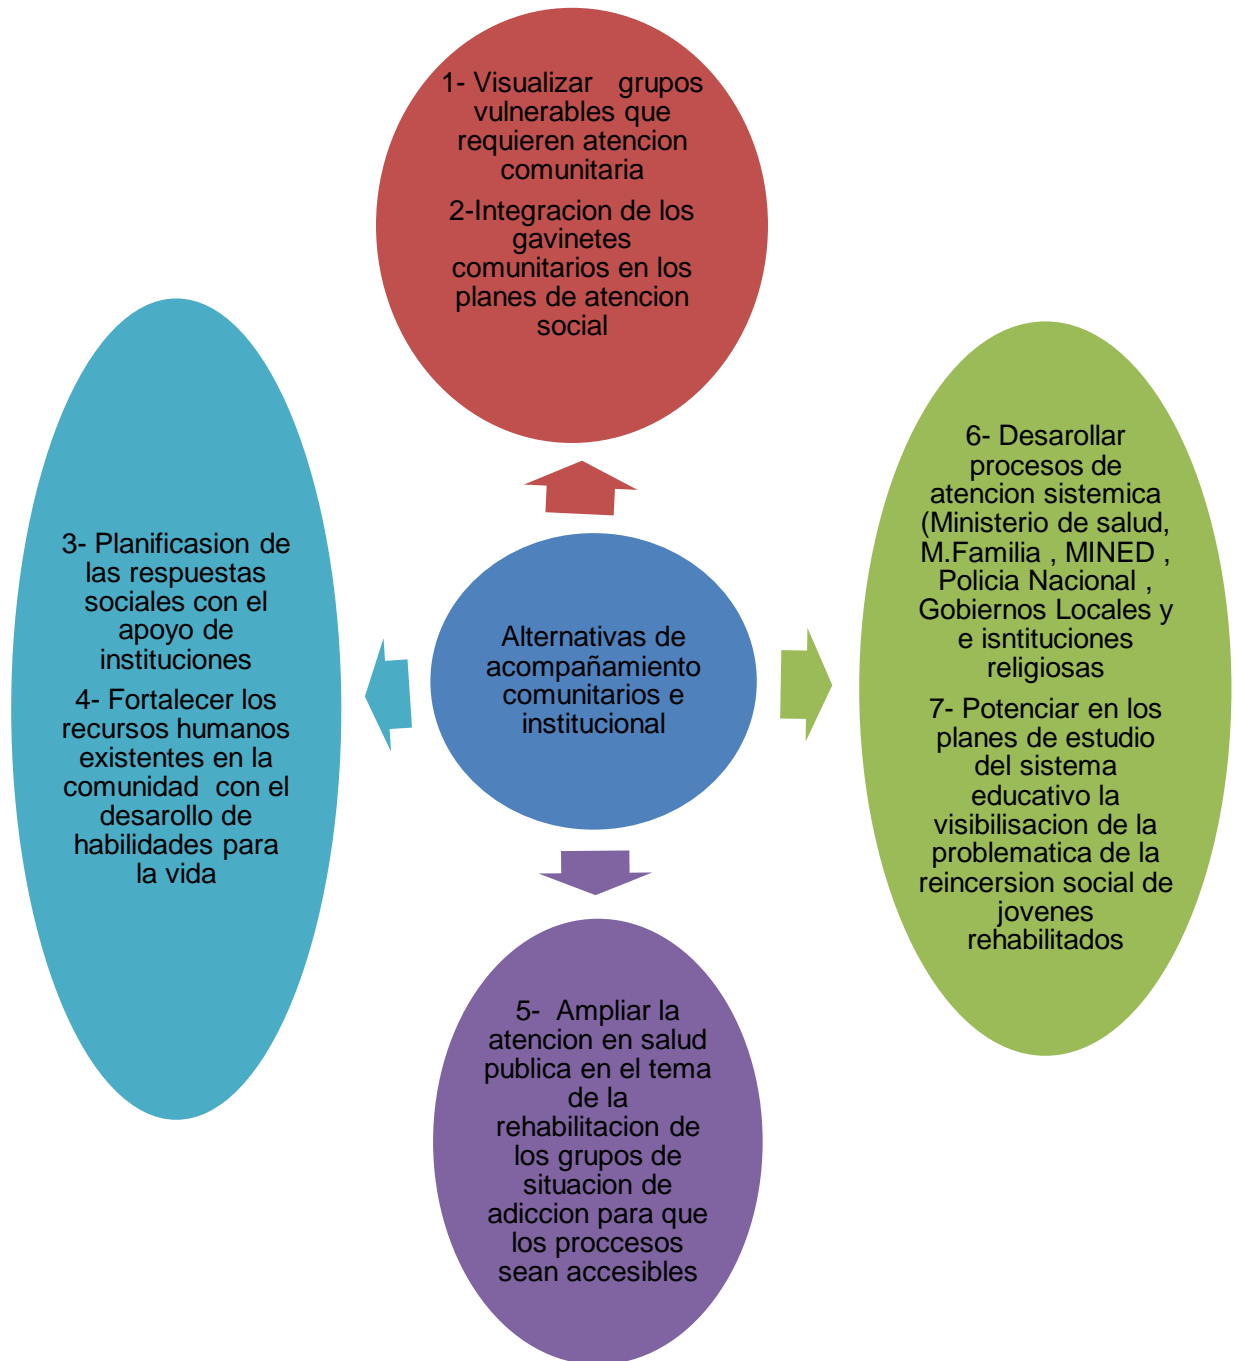 1- Visualizar grupos
vulnerables que
requieren atencion
comunitaria
2-Integracion de los
gavinetes
comunitarios en los
planes de atencion
social
3- Planificasion de
las respuestas
sociales con el
apoyo de
instituciones
4- Fortalecer los
recursos humanos
existentes en la
comunidad con el
desarollo de
habilidades para
la vida
Alternativas de
acompañamiento
comunitarios e
institucional
6- Desarollar
procesos de
atencion sistemica
(Ministerio de salud,
M.Familia , MINED ,
Policia Nacional ,
Gobiernos Locales y
e isntituciones
religiosas
7- Potenciar en los
planes de estudio
del sistema
educativo la
visibilisacion de la
problematica de la
reincersion social de
jovenes
rehabilitados
5- Ampliar la
atencion en salud
publica en el tema
de la
rehabilitacion de
los grupos de
situacion de
adiccion para que
los proccesos
sean accesibles